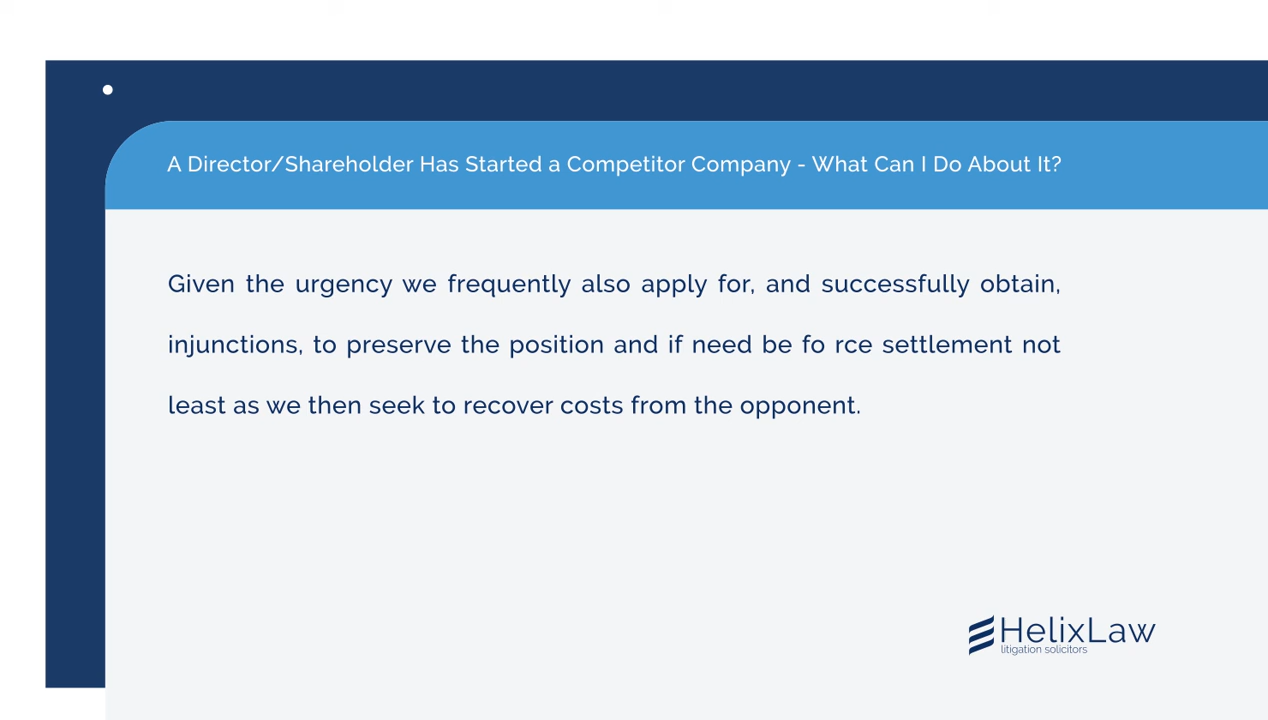 A Director/Shareholder Has Started a Competitor Company - What Can I Do About It?
Given the urgency we frequently also apply for, and successfully obtain,
injunctions, to preserve the position and if need be fo rce settlement not
least as we then seek to recover costs from the opponent.
HelixLaw
litigation solicitors